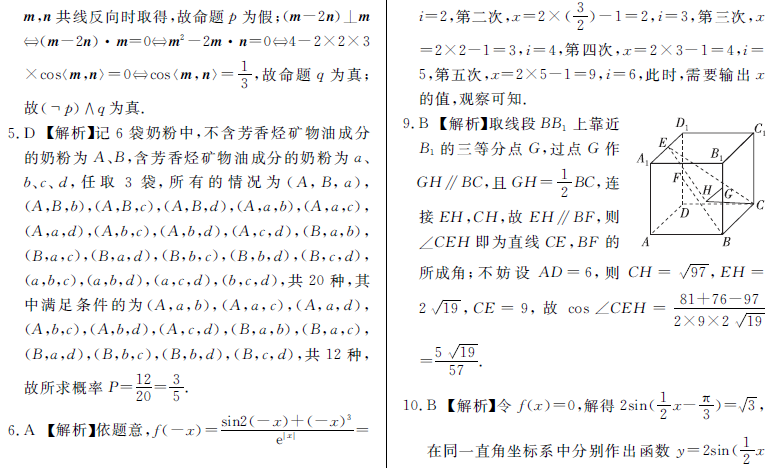 m,n 共线反向时取得,故命题 p 为假;(m−2n)⊥m
⇔(m−2n)·m=0⇔m²−2m·n=0⇔4−2×2×3
×cos⟨m,n⟩=0⇔cos⟨m,n⟩=1/3,故命题 q 为真;
故(¬p)∧q 为真.
5. D 【解析】记 6 袋奶粉中,不含芳香烃矿物油成分
的奶粉为 A、B,含芳香烃矿物油成分的奶粉为 a、
b、c、d,任取 3 袋,所有的情况为(A,B,a),
(A,B,b),(A,B,c),(A,B,d),(A,a,b),(A,a,c),
(A,a,d),(A,b,c),(A,b,d),(A,c,d),(B,a,b),
(B,a,c),(B,a,d),(B,b,c),(B,b,d),(B,c,d),
(a,b,c),(a,b,d),(a,c,d),(b,c,d),共 20 种,其
中满足条件的为(A,a,b),(A,a,c),(A,a,d),
(A,b,c),(A,b,d),(A,c,d),(B,a,b),(B,a,c),
(B,a,d),(B,b,c),(B,b,d),(B,c,d),共 12 种,
故所求概率 P=12/20=3/5.
6. A 【解析】依题意,f(−x)=(sin2(−x)+(−x)³)/e^|x|=
i=2,第二次,x=2×(3/2)−1=2,i=3,第三次,x
=2×2−1=3,i=4,第四次,x=2×3−1=4,i=
5,第五次,x=2×5−1=9,i=6,此时,需要输出 x
的值,观察可知.
9. B 【解析】取线段 BB₁ 上靠近
B₁ 的三等分点 G,过点 G 作
GH∥BC,且 GH=1/2BC,连
接 EH,CH,故 EH∥BF,则
∠CEH 即为直线 CE,BF 的
D₁
C₁
E
A₁
B₁
F
H
G
D
C
A
B
所成角;不妨设 AD=6,则 CH=√97,EH=
2√19,CE=9,故 cos∠CEH=(81+76−97)/(2×9×2√19)
=5√19/57.
10. B 【解析】令 f(x)=0,解得 2sin(1/2x−π/3)=√3,
在同一直角坐标系中分别作出函数 y=2sin(1/2x